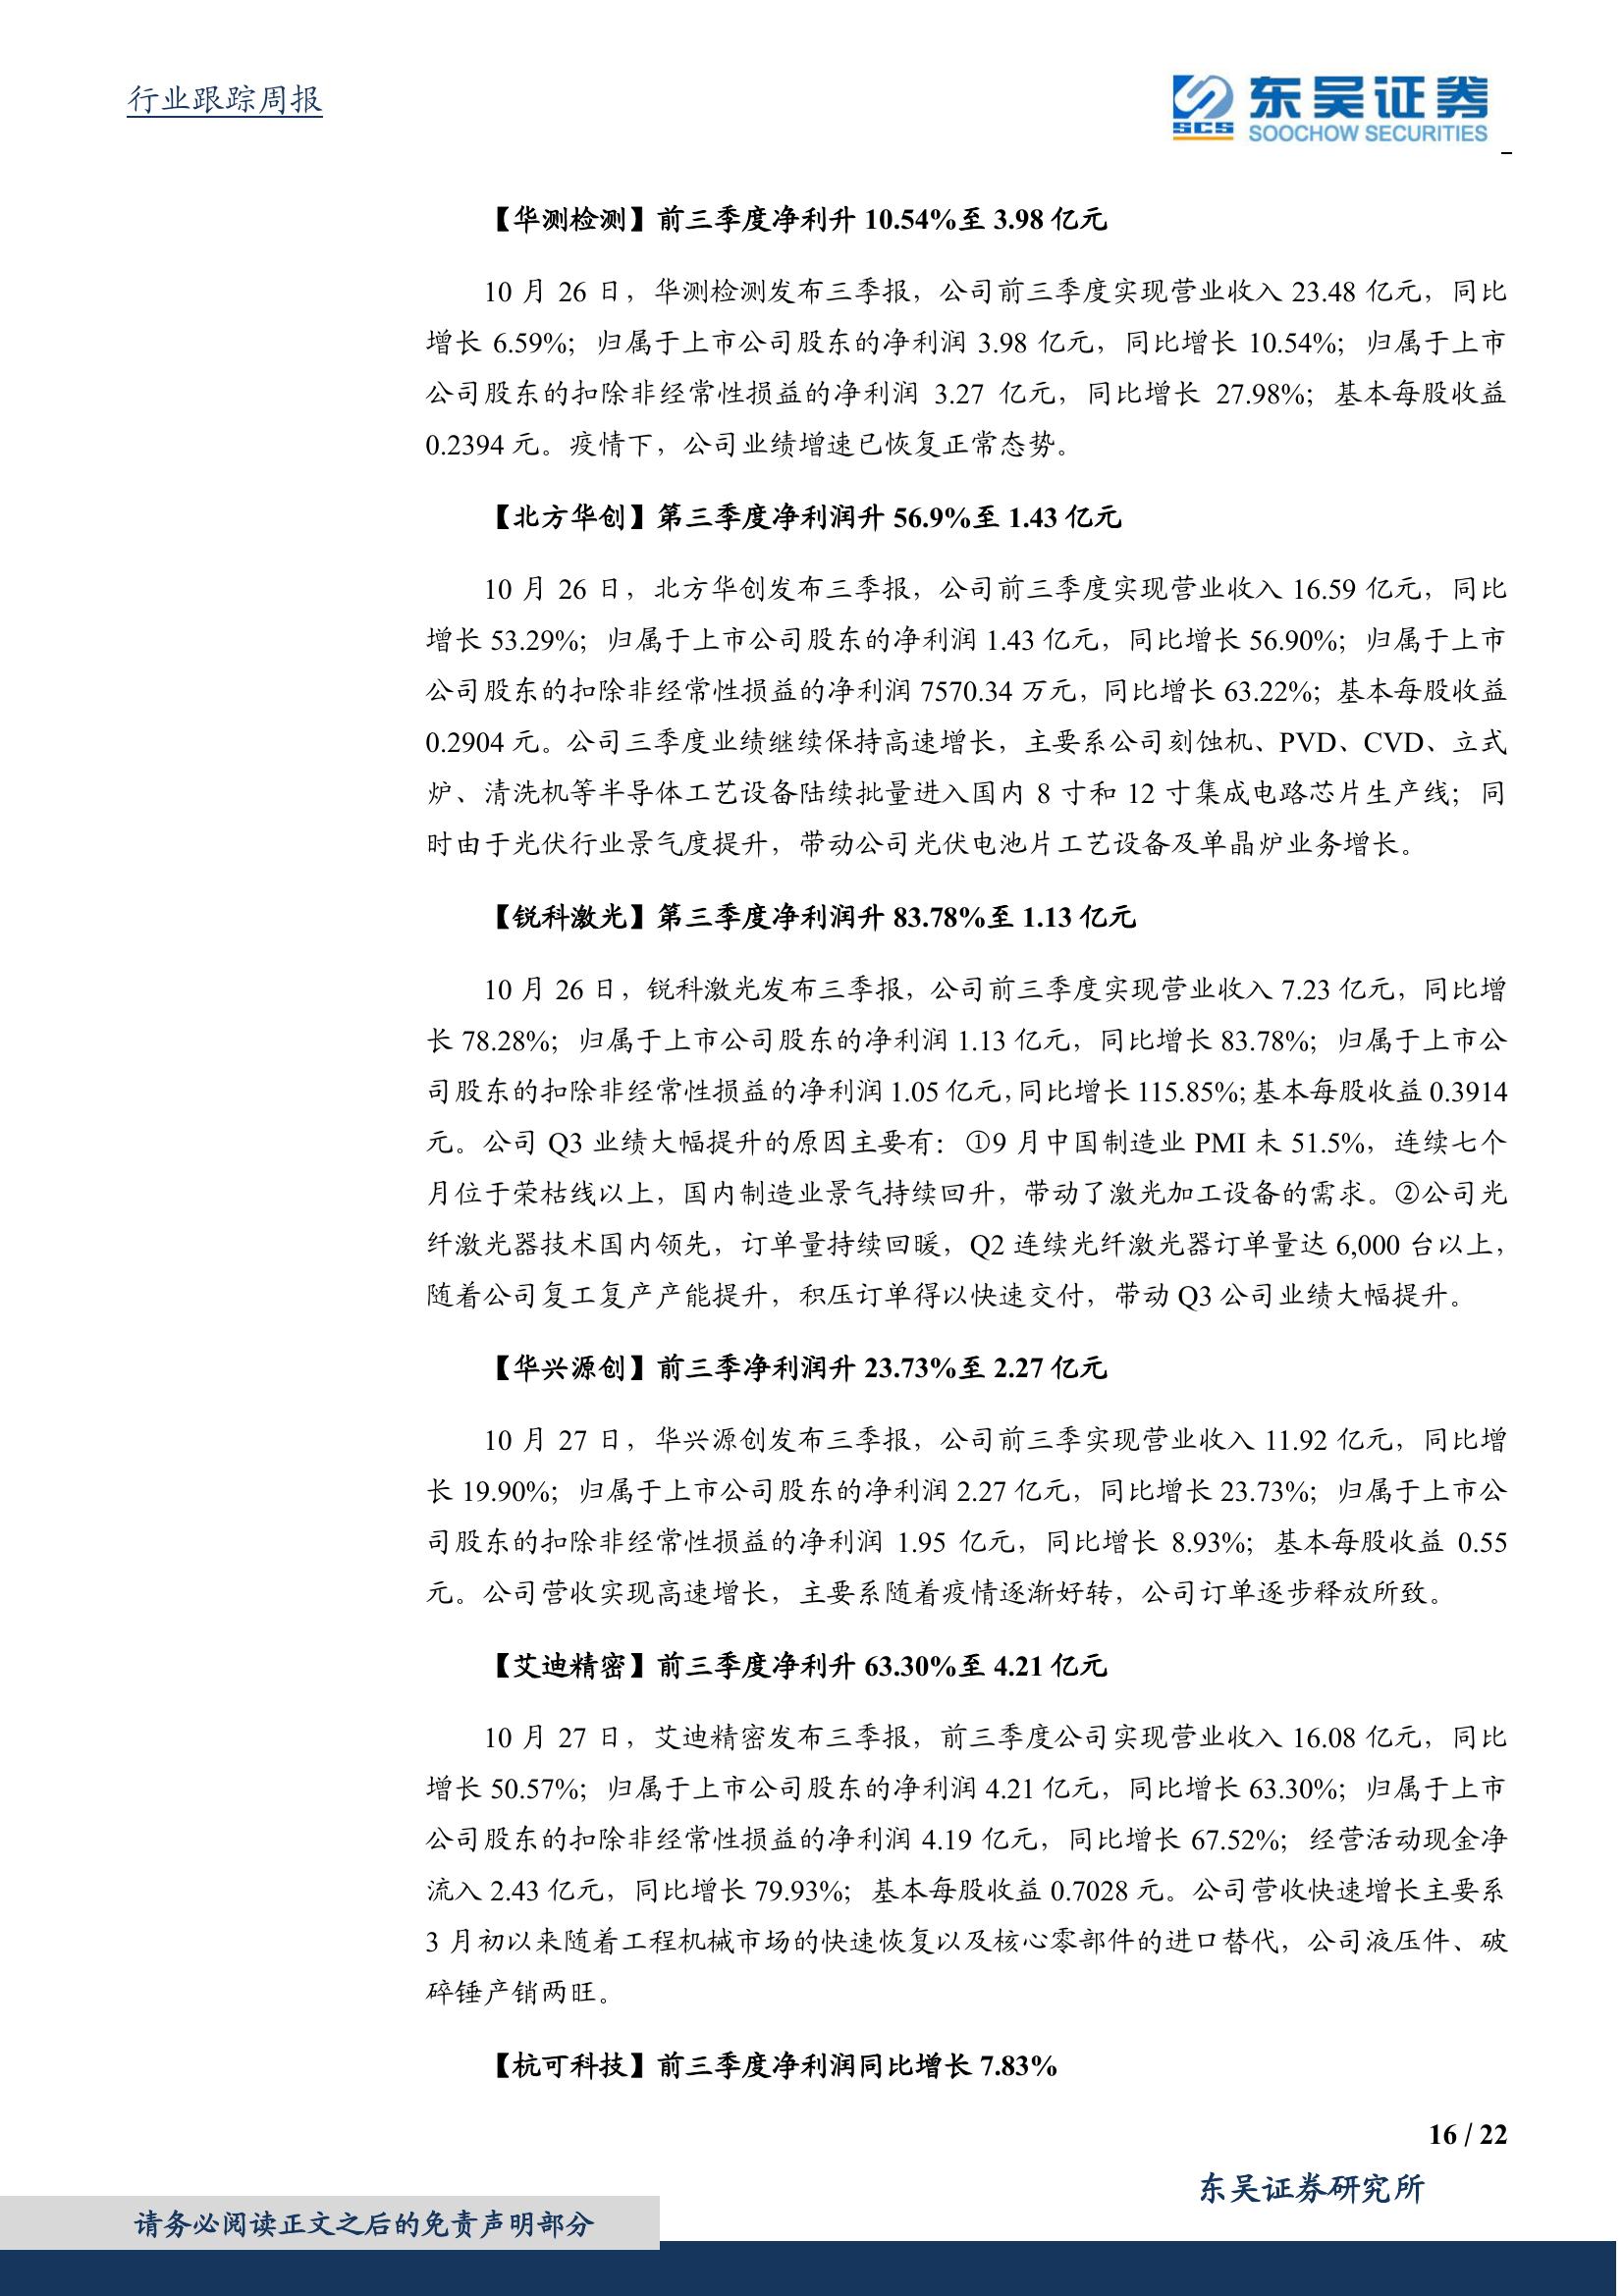 行业跟踪周报
东吴证券
SCS
SOOCHOW SECURITIES
【华测检测】前三季度净利升 10.54%至 3.98 亿元
10 月 26 日，华测检测发布三季报，公司前三季度实现营业收入 23.48 亿元，同比
增长 6.59%；归属于上市公司股东的净利润 3.98 亿元，同比增长 10.54%；归属于上市
公司股东的扣除非经常性损益的净利润 3.27 亿元，同比增长 27.98%；基本每股收益
0.2394 元。疫情下，公司业绩增速已恢复正常态势。
【北方华创】第三季度净利润升 56.9%至 1.43 亿元
10 月 26 日，北方华创发布三季报，公司前三季度实现营业收入 16.59 亿元，同比
增长 53.29%；归属于上市公司股东的净利润 1.43 亿元，同比增长 56.90%；归属于上市
公司股东的扣除非经常性损益的净利润 7570.34 万元，同比增长 63.22%；基本每股收益
0.2904 元。公司三季度业绩继续保持高速增长，主要系公司刻蚀机、PVD、CVD、立式
炉、清洗机等半导体工艺设备陆续批量进入国内 8 寸和 12 寸集成电路芯片生产线；同
时由于光伏行业景气度提升，带动公司光伏电池片工艺设备及单晶炉业务增长。
【锐科激光】第三季度净利润升 83.78%至 1.13 亿元
10 月 26 日，锐科激光发布三季报，公司前三季度实现营业收入 7.23 亿元，同比增
长 78.28%；归属于上市公司股东的净利润 1.13 亿元，同比增长 83.78%；归属于上市公
司股东的扣除非经常性损益的净利润 1.05 亿元，同比增长 115.85%；基本每股收益 0.3914
元。公司 Q3 业绩大幅提升的原因主要有：①9 月中国制造业 PMI 未 51.5%，连续七个
月位于荣枯线以上，国内制造业景气持续回升，带动了激光加工设备的需求。②公司光
纤激光器技术国内领先，订单量持续回暖，Q2 连续光纤激光器订单量达 6,000 台以上，
随着公司复工复产产能提升，积压订单得以快速交付，带动 Q3 公司业绩大幅提升。
【华兴源创】前三季净利润升 23.73%至 2.27 亿元
10 月 27 日，华兴源创发布三季报，公司前三季实现营业收入 11.92 亿元，同比增
长 19.90%；归属于上市公司股东的净利润 2.27 亿元，同比增长 23.73%；归属于上市公
司股东的扣除非经常性损益的净利润 1.95 亿元，同比增长 8.93%；基本每股收益 0.55
元。公司营收实现高速增长，主要系随着疫情逐渐好转，公司订单逐步释放所致。
【艾迪精密】前三季度净利升 63.30%至 4.21 亿元
10 月 27 日，艾迪精密发布三季报，前三季度公司实现营业收入 16.08 亿元，同比
增长 50.57%；归属于上市公司股东的净利润 4.21 亿元，同比增长 63.30%；归属于上市
公司股东的扣除非经常性损益的净利润 4.19 亿元，同比增长 67.52%；经营活动现金净
流入 2.43 亿元，同比增长 79.93%；基本每股收益 0.7028 元。公司营收快速增长主要系
3 月初以来随着工程机械市场的快速恢复以及核心零部件的进口替代，公司液压件、破
碎锤产销两旺。
【杭可科技】前三季度净利润同比增长 7.83%
16 / 22
东吴证券研究所
请务必阅读正文之后的免责声明部分